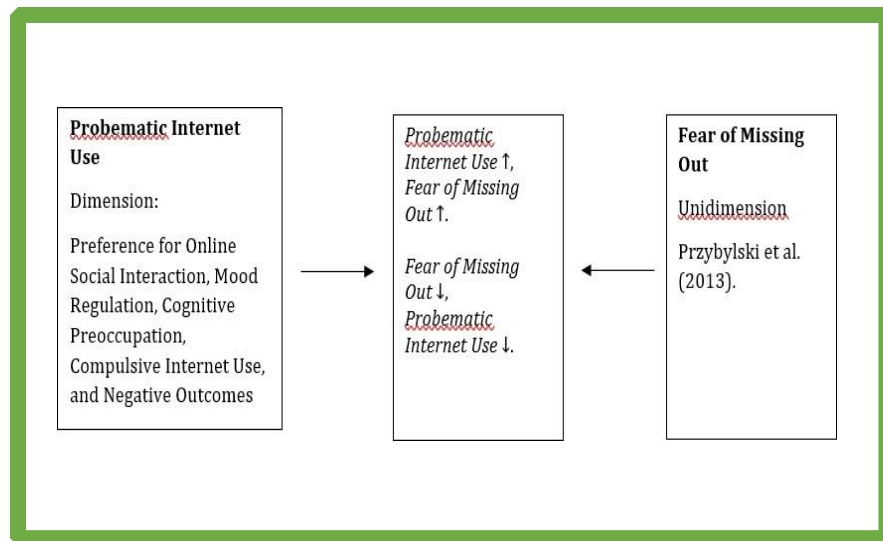 Probematic Internet
Use
Dimension:
Preference for Online
Social Interaction, Mood
Regulation, Cognitive
Preoccupation,
Compulsive Internet Use,
and Negative Outcomes
Probematic
Internet Use ↑,
Fear of Missing
Out ↑.
Fear of Missing
Out ↓,
Probematic
Internet Use ↓.
Fear of Missing
Out
Unidimension
Przybylski et al.
(2013).